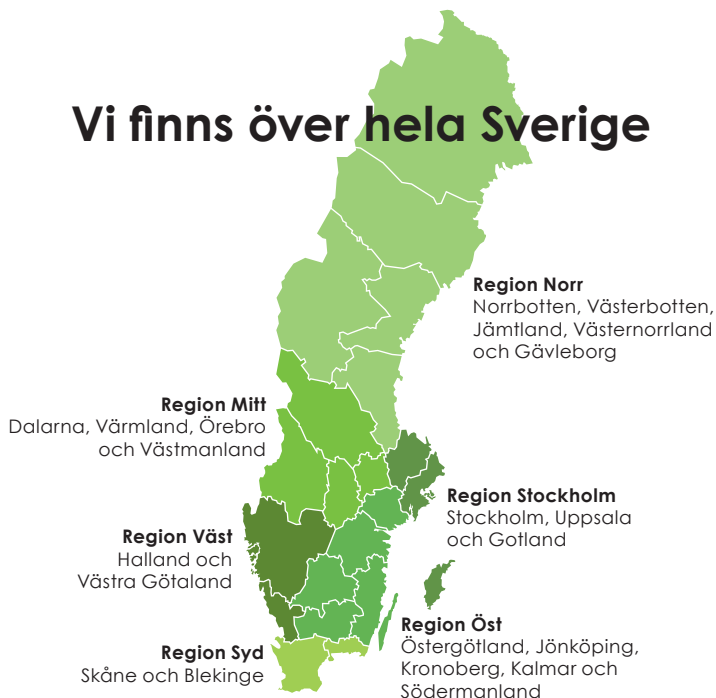 Vi finns över hela Sverige
Region Norr
Norrbotten, Västerbotten,
Jämtland, Västernorrland
och Gävleborg
Region Mitt
Dalarna, Värmland, Örebro
och Västmanland
Region Stockholm
Stockholm, Uppsala
och Gotland
Region Väst
Halland och
Västra Götaland
Region Öst
Östergötland, Jönköping,
Kronoberg, Kalmar och
Södermanland
Region Syd
Skåne och Blekinge